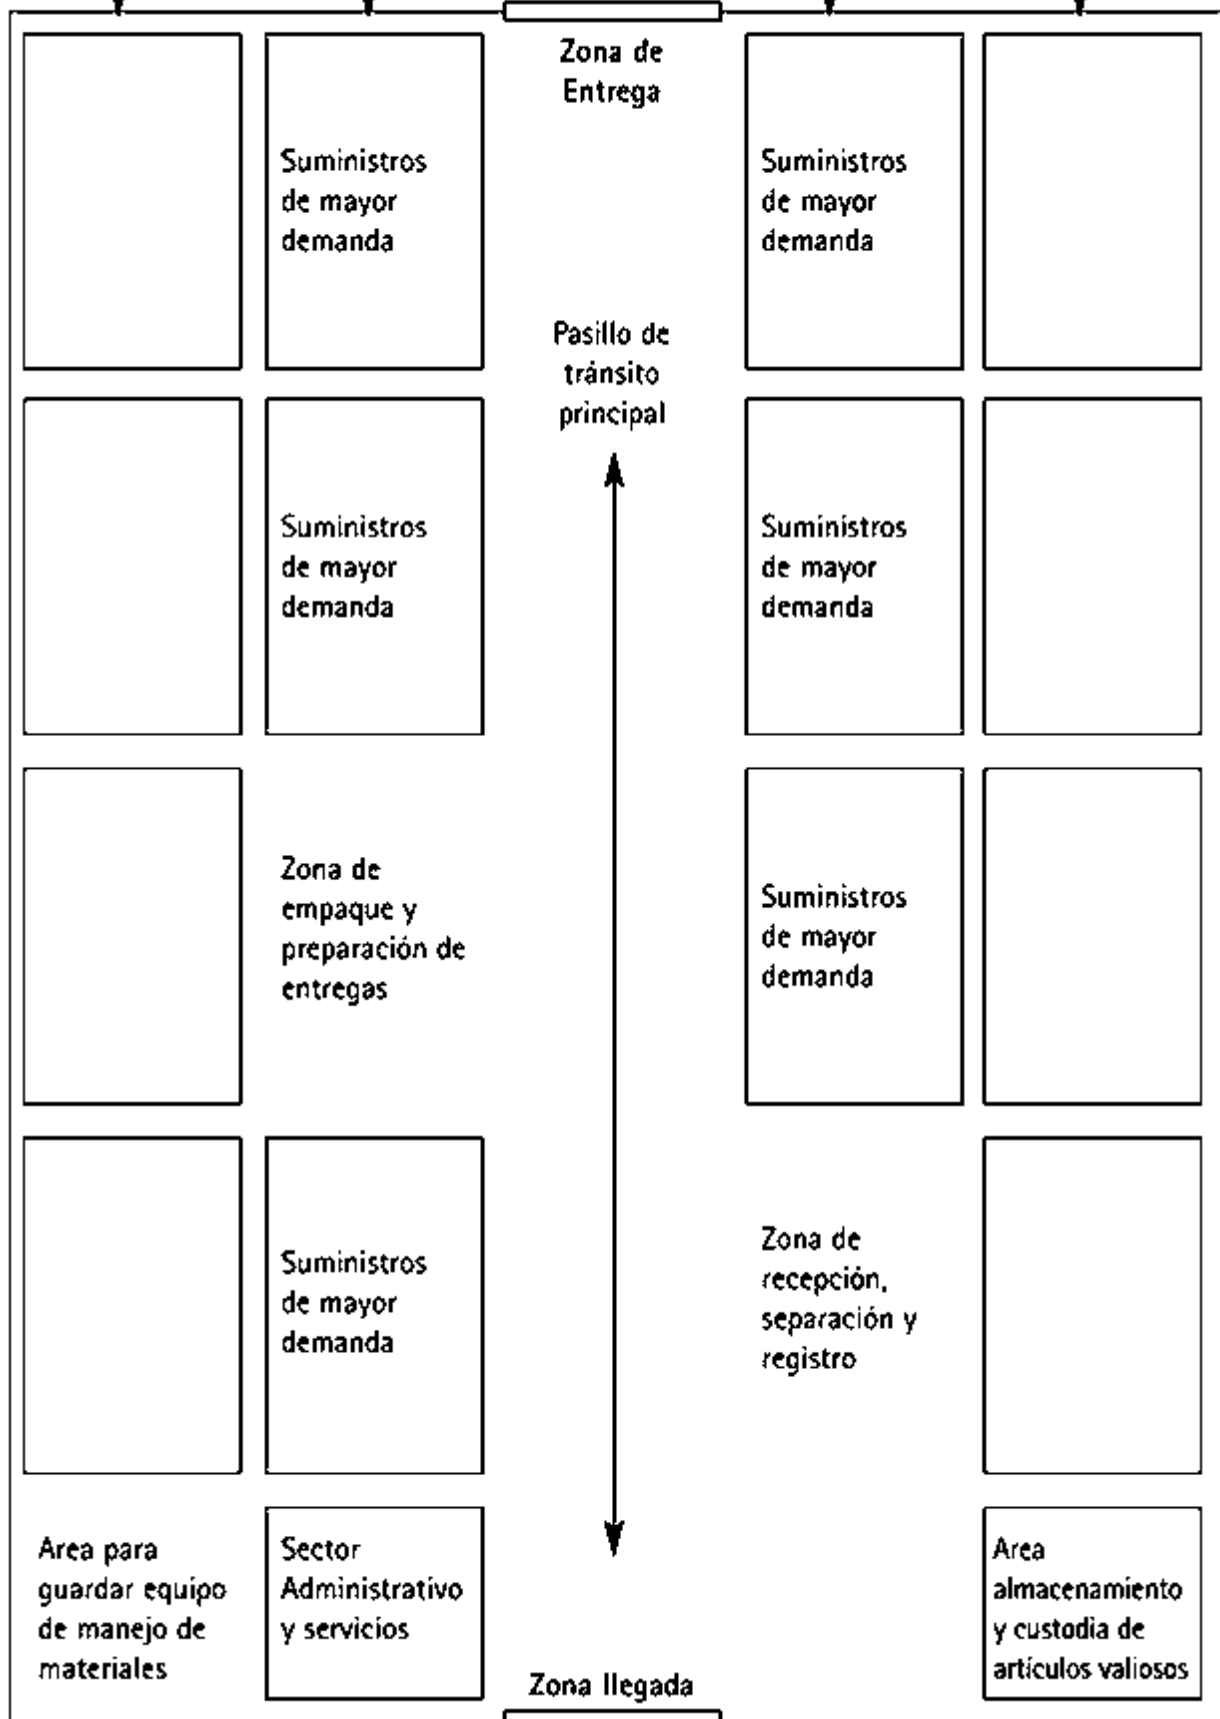 Zona de
Entrega
Suministros
de mayor
demanda
Suministros
de mayor
demanda
Pasillo de
tránsito
principal
Suministros
de mayor
demanda
Suministros
de mayor
demanda
Zona de
empaque y
preparación de
entregas
Suministros
de mayor
demanda
Suministros
de mayor
demanda
Zona de
recepción,
separación y
registro
Area para
guardar equipo
de manejo de
materiales
Sector
Administrativo
y servicios
Area
almacenamiento
y custodia de
artículos valiosos
Zona llegada